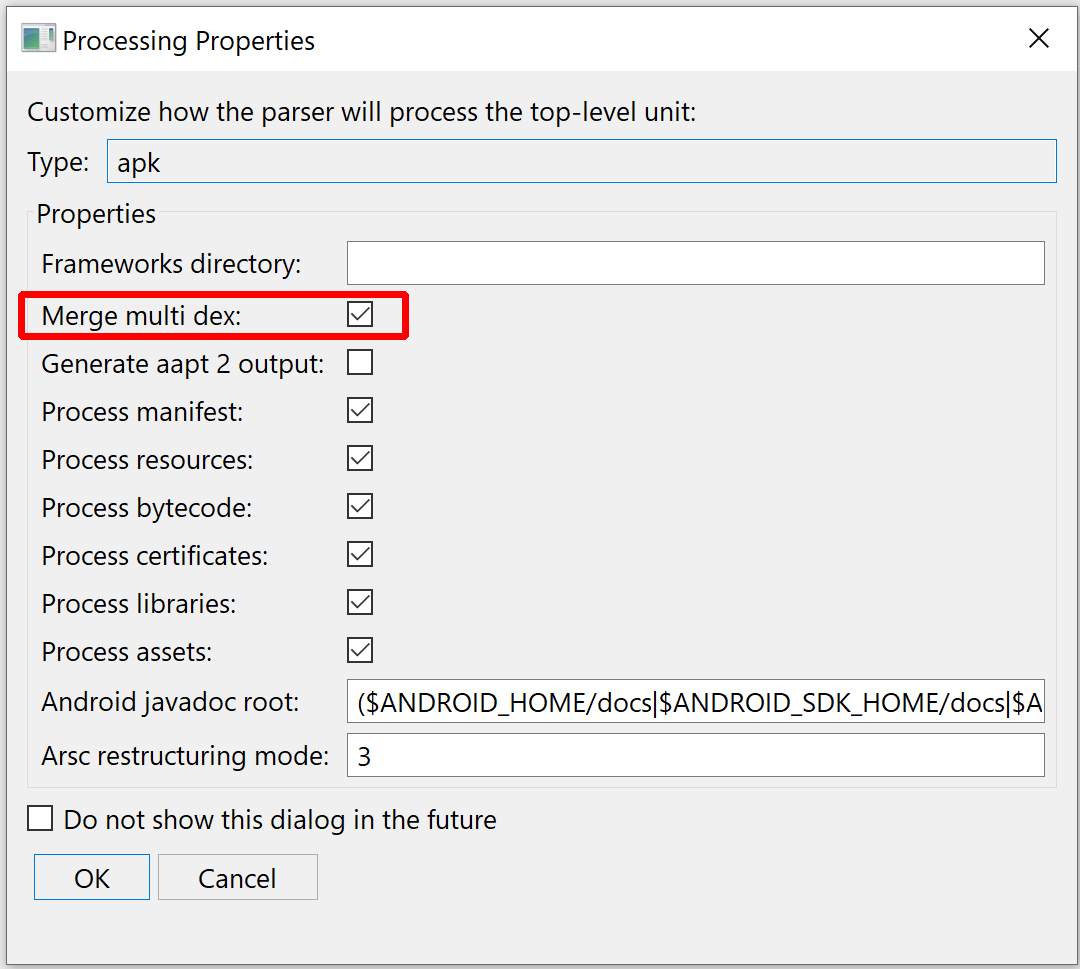 Processing Properties
Customize how the parser will process the top-level unit:
Type: apk
Properties
Frameworks directory:
Merge multi dex:
Generate aapt 2 output:
Process manifest:
Process resources:
Process bytecode:
Process certificates:
Process libraries:
Process assets:
Android javadoc root: ($ANDROID_HOME/docs|$ANDROID_SDK_HOME/docs|$A
Arsc restructuring mode: 3
Do not show this dialog in the future
OK Cancel